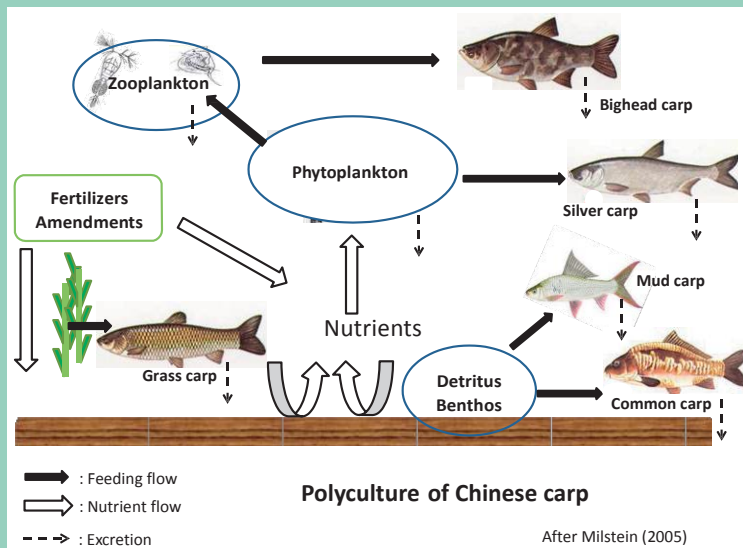 Zooplankton
Bighead carp
Phytoplankton
Silver carp
Fertilizers
Amendments
Mud carp
Nutrients
Grass carp
Detritus
Benthos
Common carp
: Feeding flow
: Nutrient flow
: Excretion
Polyculture of Chinese carp
After Milstein (2005)